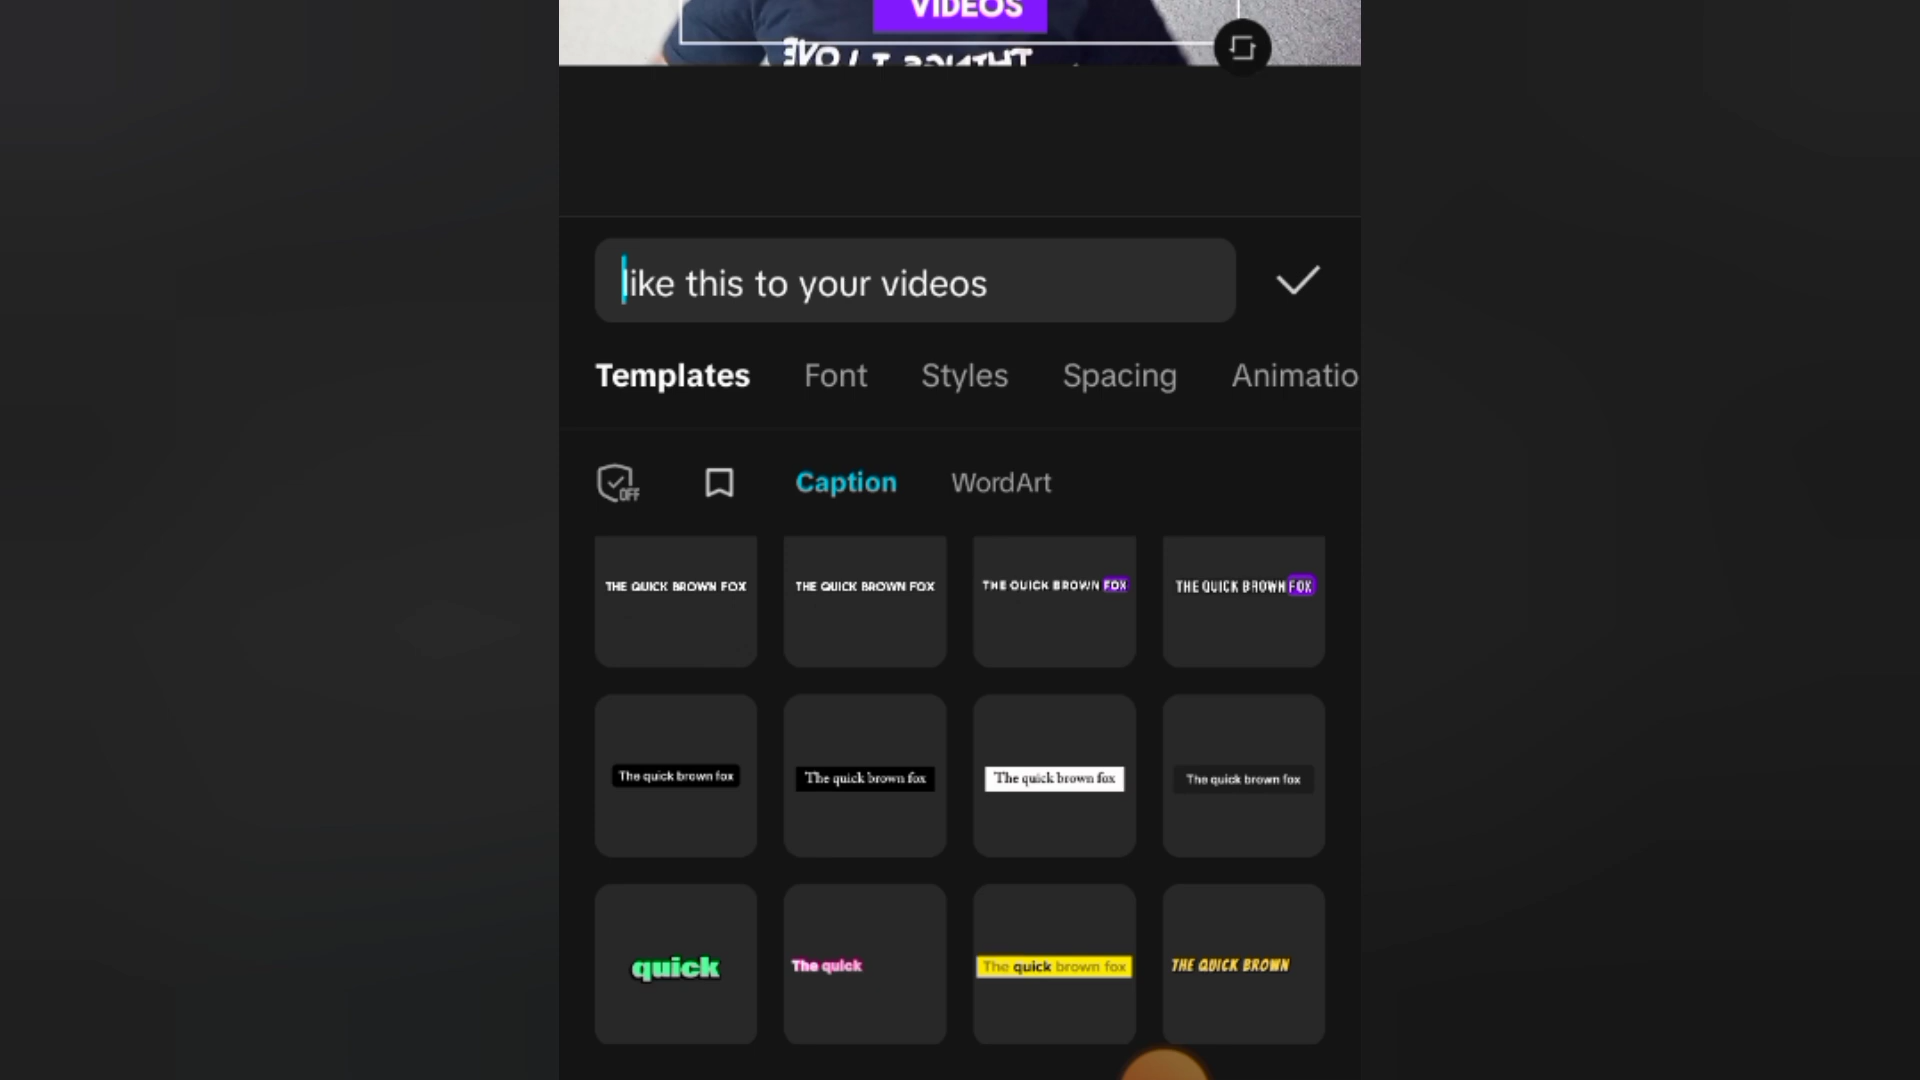 VIDEOS
THINGS I LOVE
like this to your videos
Templates Font Styles Spacing Animatio
OFF Caption WordArt
THE QUICK BROWN FOX THE QUICK BROWN FOX THE QUICK BROWN FOX THE QUICK BROWN FOX
The quick brown fox The quick brown fox The quick brown fox The quick brown fox
quick The quick The quick brown fox THE QUICK BROWN